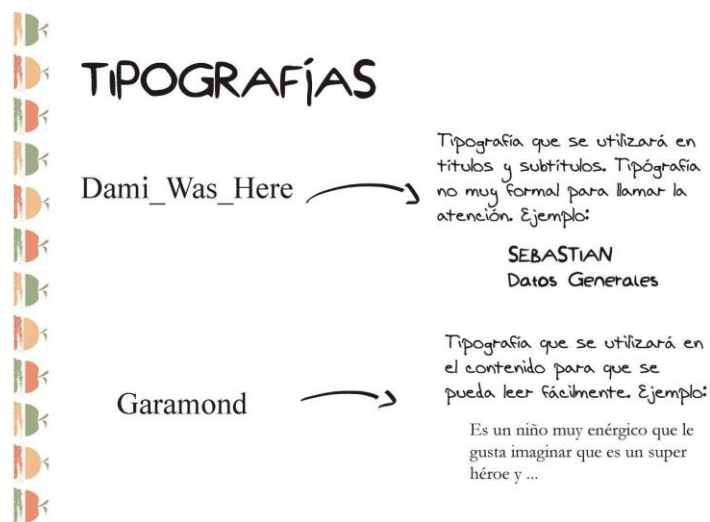 TIPOGRAFÍAS
Dami_Was_Here
Tipografía que se utilizará en
títulos y subtítulos. Tipógrafía
no muy formal para llamar la
atención. Ejemplo:
SEBASTIAN
Datos Generales
Garamond
Tipografía que se utilizará en
el contenido para que se
pueda leer fácilmente. Ejemplo:
Es un niño muy enérgico que le
gusta imaginar que es un super
héroe y ...